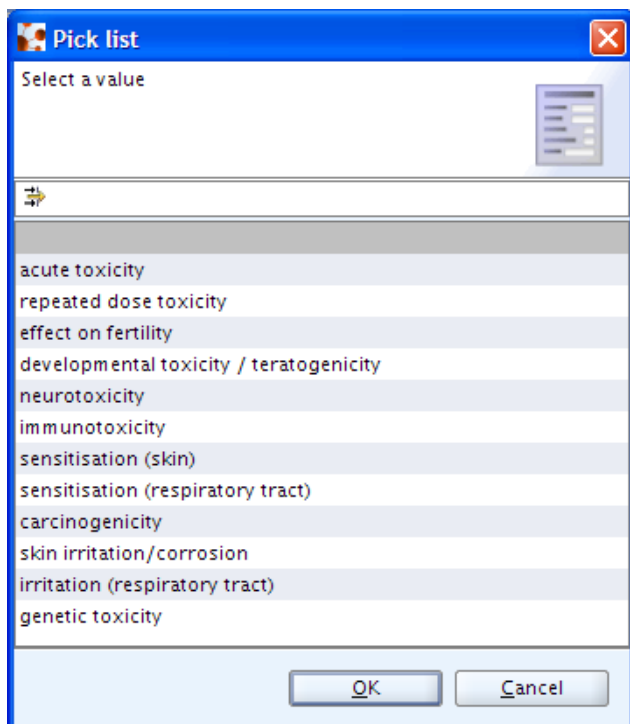 Pick list
Select a value
acute toxicity
repeated dose toxicity
effect on fertility
developmental toxicity / teratogenicity
neurotoxicity
immunotoxicity
sensitisation (skin)
sensitisation (respiratory tract)
carcinogenicity
skin irritation/corrosion
irritation (respiratory tract)
genetic toxicity
OK Cancel